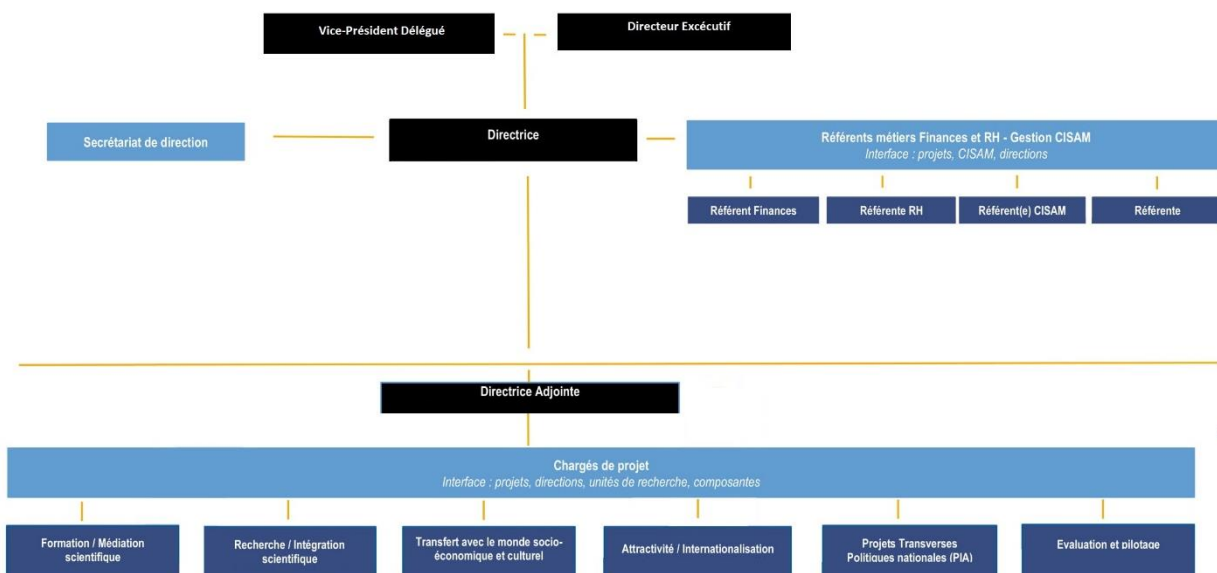 Vice-Président Délégué
Directeur Excécutif
Secrétariat de direction
Directrice
Référents métiers Finances et RH - Gestion CISAM
Interface : projets, CISAM, directions
Référent Finances
Référente RH
Référent(e) CISAM
Référente
Directrice Adjointe
Chargés de projet
Interface : projets, directions, unités de recherche, composantes
Formation / Médiation
scientifique
Recherche / Intégration
scientifique
Transfert avec le monde socio-
économique et culturel
Attractivité / Internationalisation
Projets Transverses
Politiques nationales (PIA)
Evaluation et pilotage